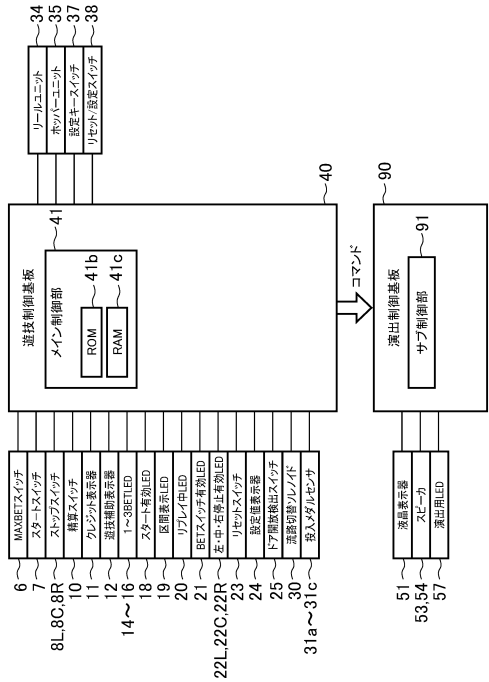 6 MAXBETスイッチ
7 スタートスイッチ
8L,8C,8R ストップスイッチ
10 精算スイッチ
11 クレジット表示器
12 遊技補助表示器
14〜16 1〜3BETLED
18 スタート有効LED
19 区間表示LED
20 リプレイ中LED
21 BETスイッチ有効LED
22L,22C,22R 左・中・右停止有効LED
23 リセットスイッチ
24 設定値表示器
25 ドア開放検出スイッチ
30 流路切替ソレノイド
31a〜31c 投入メダルセンサ
遊技制御基板
40
メイン制御部
41
ROM
41b
RAM
41c
リールユニット 34
ホッパーユニット 35
設定キースイッチ 37
リセット/設定スイッチ 38
コマンド
51 液晶表示器
53,54 スピーカ
57 演出用LED
演出制御基板
90
サブ制御部
91